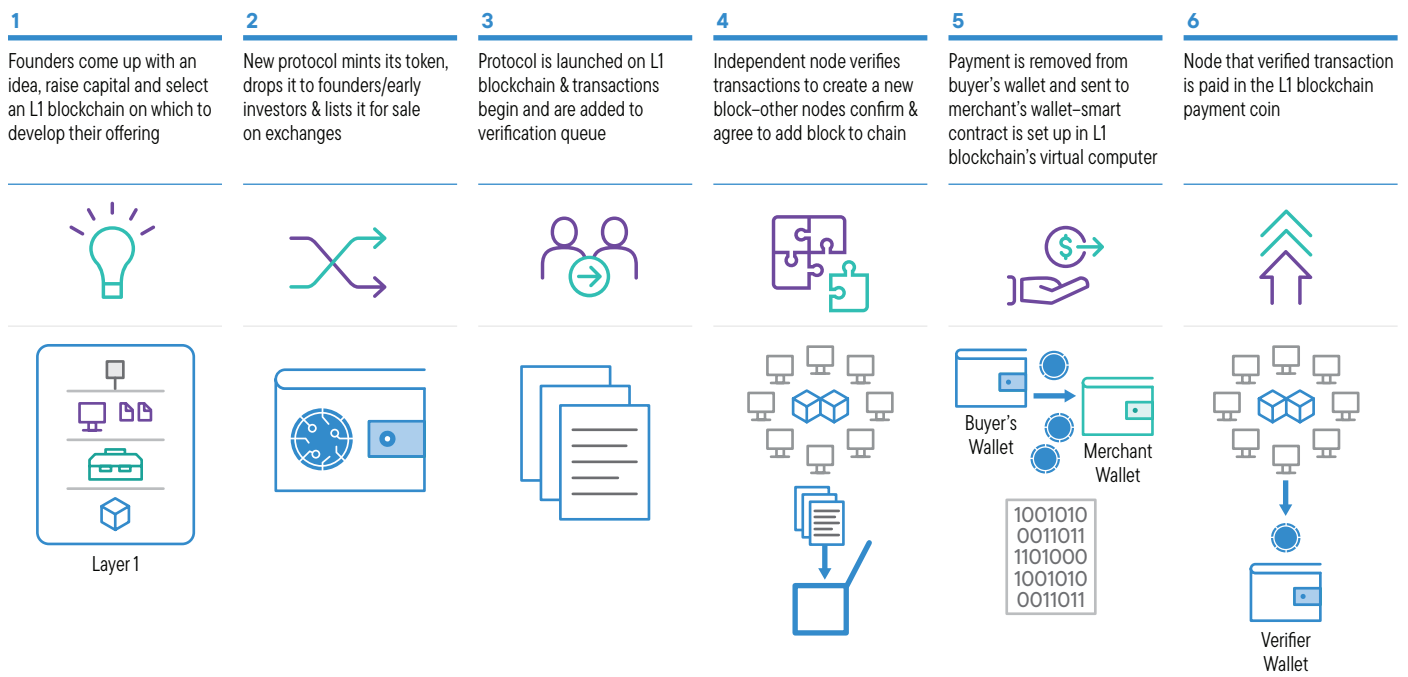 1
Founders come up with an
idea, raise capital and select
an L1 blockchain on which to
develop their offering
2
New protocol mints its token,
drops it to founders/early
investors & lists it for sale
on exchanges
3
Protocol is launched on L1
blockchain & transactions
begin and are added to
verification queue
4
Independent node verifies
transactions to create a new
block–other nodes confirm &
agree to add block to chain
5
Payment is removed from
buyer's wallet and sent to
merchant's wallet–smart
contract is set up in L1
blockchain's virtual computer
6
Node that verified transaction
is paid in the L1 blockchain
payment coin
$
Layer 1
Buyer's
Wallet
Merchant
Wallet
1001010
0011011
1101000
1001010
0011011
Verifier
Wallet